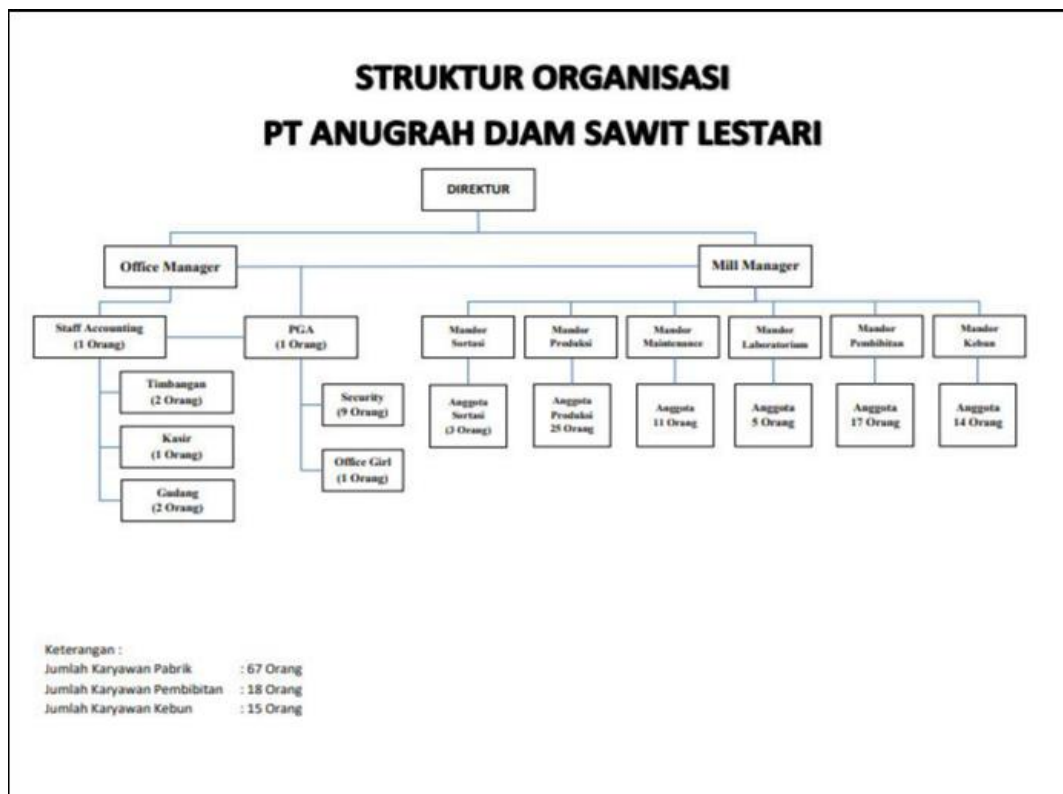 STRUKTUR ORGANISASI
PT ANUGRAH DJAM SAWIT LESTARI
DIREKTUR
Office Manager
Mill Manager
Staff Accounting
(1 Orang)
PGA
(1 Orang)
Mandor
Sortasi
Mandor
Produksi
Mandor
Maintenance
Mandor
Laboratorium
Mandor
Pembibitan
Mandor
Kebun
Timbangan
(2 Orang)
Kasir
(1 Orang)
Gudang
(2 Orang)
Security
(9 Orang)
Office Girl
(1 Orang)
Anggota
Sortasi
(3 Orang)
Anggota
Produksi
25 Orang
Anggota
11 Orang
Anggota
5 Orang
Anggota
17 Orang
Anggota
14 Orang
Keterangan :
Jumlah Karyawan Pabrik : 67 Orang
Jumlah Karyawan Pembibitan : 18 Orang
Jumlah Karyawan Kebun : 15 Orang